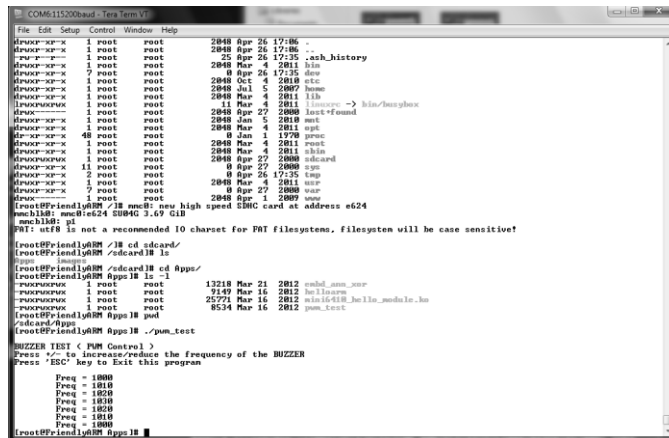 COM6:115200baud - Tera Term VT
File Edit Setup Control Window Help
drwxr-xr-x 1 root root 2048 Apr 26 17:06 .
drwxr-xr-x 1 root root 2048 Apr 26 17:06 ..
-rw-r--r-- 1 root root 25 Apr 26 17:35 .ash_history
drwxr-xr-x 1 root root 2048 Mar 4 2011 bin
drwxr-xr-x 7 root root 0 Apr 26 17:35 dev
drwxr-xr-x 1 root root 2048 Oct 4 2010 etc
drwxr-xr-x 1 root root 2048 Jul 5 2007 home
drwxr-xr-x 1 root root 2048 Mar 4 2011 lib
lrwxrwxrwx 1 root root 11 Mar 4 2011 linuxrc -> bin/busybox
drwx------ 1 root root 2048 Apr 27 2000 lost+found
drwxr-xr-x 1 root root 2048 Jan 5 2010 mnt
drwxr-xr-x 1 root root 2048 Mar 4 2011 opt
dr-xr-xr-x 48 root root 0 Jan 1 1970 proc
drwxr-xr-x 1 root root 2048 Mar 4 2011 root
drwxr-xr-x 1 root root 2048 Mar 4 2011 sbin
drwxrwxrwx 1 root root 2048 Apr 27 2000 sdcard
drwxr-xr-x 11 root root 0 Apr 27 2000 sys
drwxr-xr-x 2 root root 0 Apr 26 17:35 tmp
drwxr-xr-x 1 root root 2048 Mar 4 2011 usr
drwxr-xr-x 7 root root 0 Apr 27 2000 var
drwx------ 1 root root 2048 Apr 1 2009 www
[root@FriendlyARM /]# mmc0: new high speed SDHC card at address e624
mmcblk0: mmc0:e624 SU04G 3.69 GiB
mmcblk0: p1
FAT: utf8 is not a recommended IO charset for FAT filesystems, filesystem will be case sensitive!
[root@FriendlyARM /]# cd sdcard/
[root@FriendlyARM /sdcard]# ls
Apps images
[root@FriendlyARM /sdcard]# cd Apps/
[root@FriendlyARM Apps]# ls -l
-rwxrwxrwx 1 root root 13218 Mar 21 2012 embd_ann_xor
-rwxrwxrwx 1 root root 9149 Mar 16 2012 helloarm
-rwxrwxrwx 1 root root 25771 Mar 16 2012 mini6410_hello_module.ko
-rwxrwxrwx 1 root root 8534 Mar 16 2012 pwm_test
[root@FriendlyARM Apps]# pwd
/sdcard/Apps
[root@FriendlyARM Apps]# ./pwm_test
BUZZER TEST ( PWM Control )
Press +/- to increase/reduce the frequency of the BUZZER
Press 'ESC' key to Exit this program
Freq = 1000
Freq = 1010
Freq = 1020
Freq = 1030
Freq = 1020
Freq = 1010
Freq = 1000
[root@FriendlyARM Apps]#